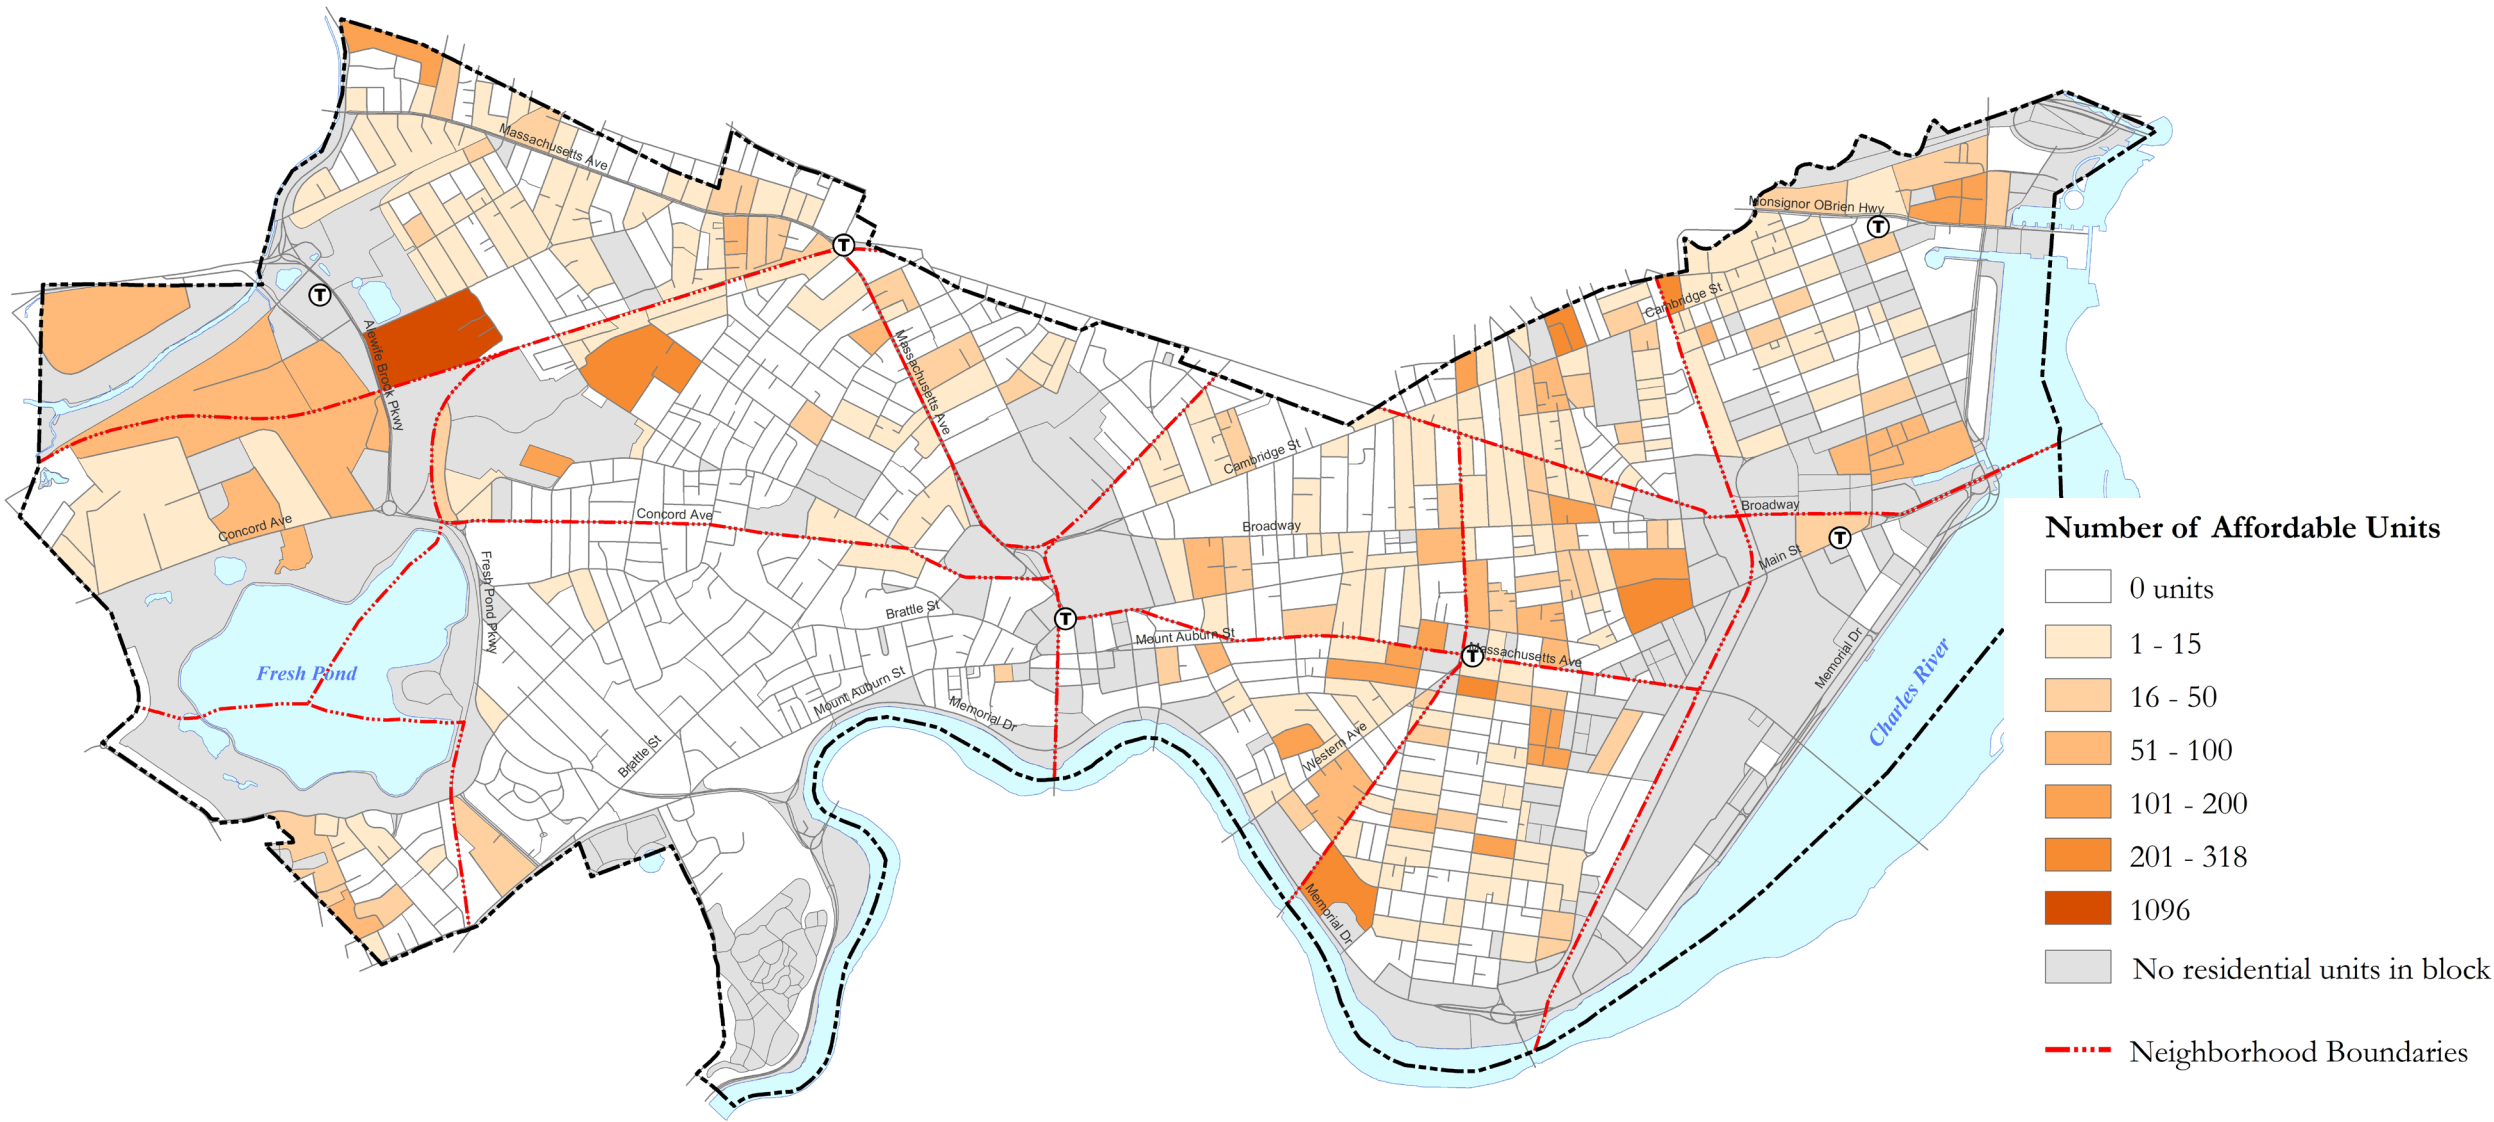 Massachusetts Ave
T
T
Alewife Brook Pkwy
Massachusetts Ave
Monsignor OBrien Hwy
T
Cambridge St
Cambridge St
Concord Ave
Concord Ave
Broadway
Broadway
T
Main St
Fresh Pond Pkwy
Brattle St
T
Mount Auburn St
Massachusetts Ave
T
Fresh Pond
Mount Auburn St
Memorial Dr
Memorial Dr
Charles River
Brattle St
Western Ave
Memorial Dr
Number of Affordable Units
0 units
1 - 15
16 - 50
51 - 100
101 - 200
201 - 318
1096
No residential units in block
Neighborhood Boundaries